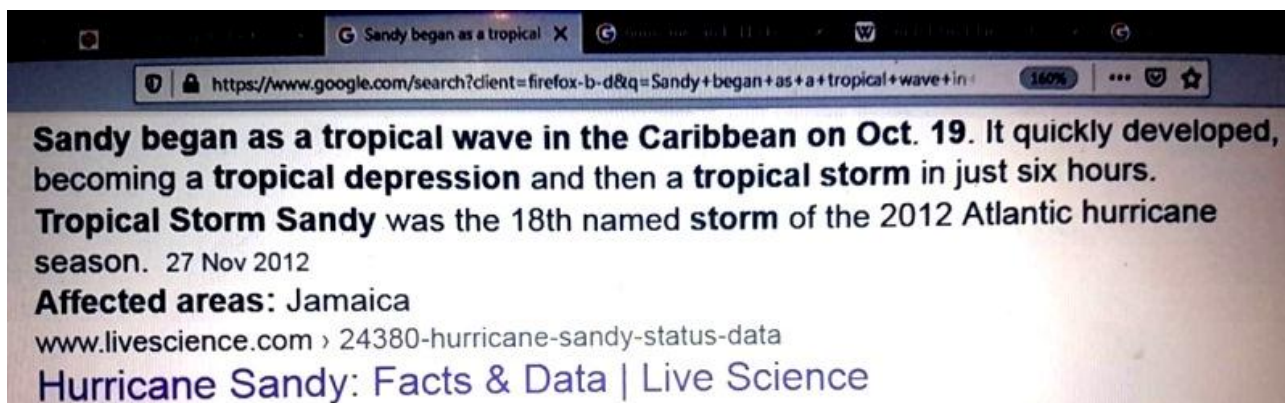 Sandy began as a tropical
https://www.google.com/search?client=firefox-b-d&q=Sandy+began+as+a+tropical+wave+in
160%
Sandy began as a tropical wave in the Caribbean on Oct. 19. It quickly developed,
becoming a tropical depression and then a tropical storm in just six hours.
Tropical Storm Sandy was the 18th named storm of the 2012 Atlantic hurricane
season. 27 Nov 2012
Affected areas: Jamaica
www.livescience.com › 24380-hurricane-sandy-status-data
Hurricane Sandy: Facts & Data | Live Science